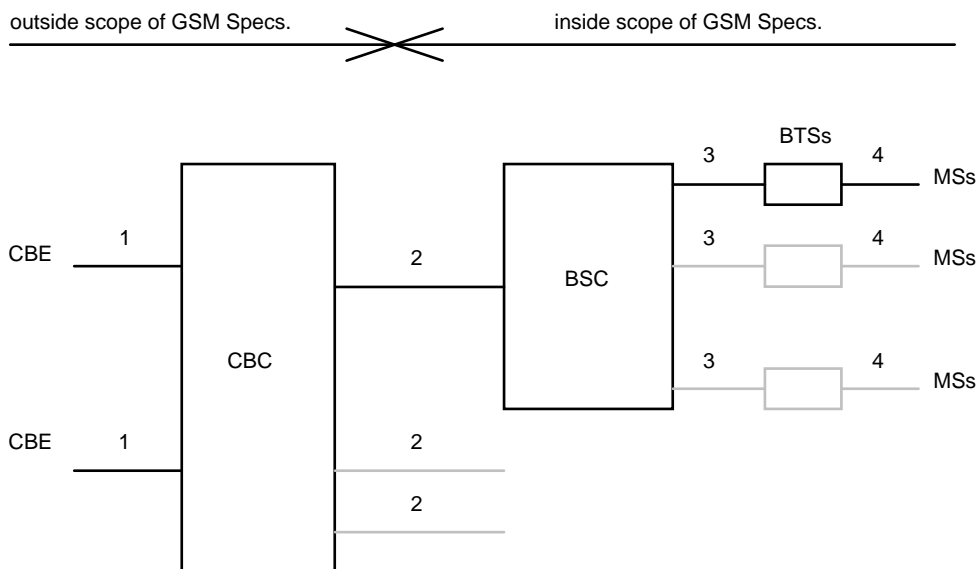 outside scope of GSM Specs. inside scope of GSM Specs.
BTSs
3 4 MSs
1 3 4 MSs
CBE 2
BSC
CBC 3 4 MSs
CBE 1 2
2